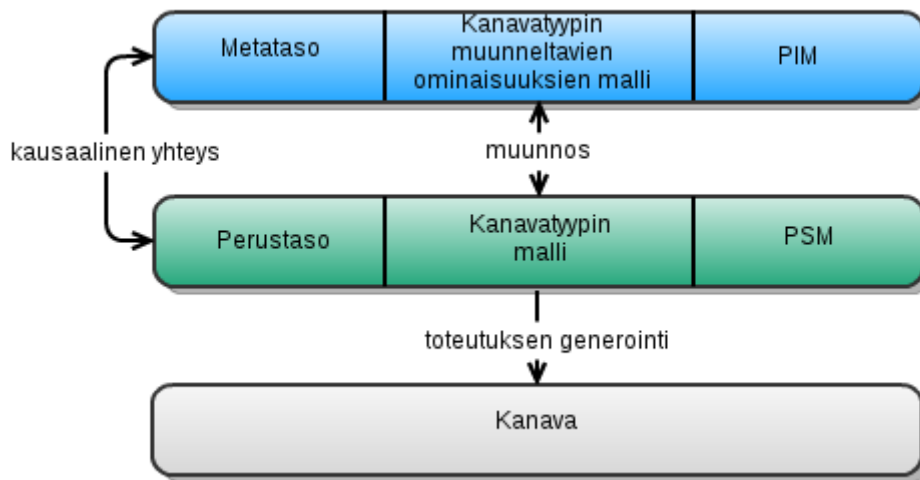 Metataso
Kanavatyypin
muunneltavien
ominaisuuksien malli
PIM
kausaalinen yhteys
muunnos
Perustaso
Kanavatyypin
malli
PSM
toteutuksen generointi
Kanava